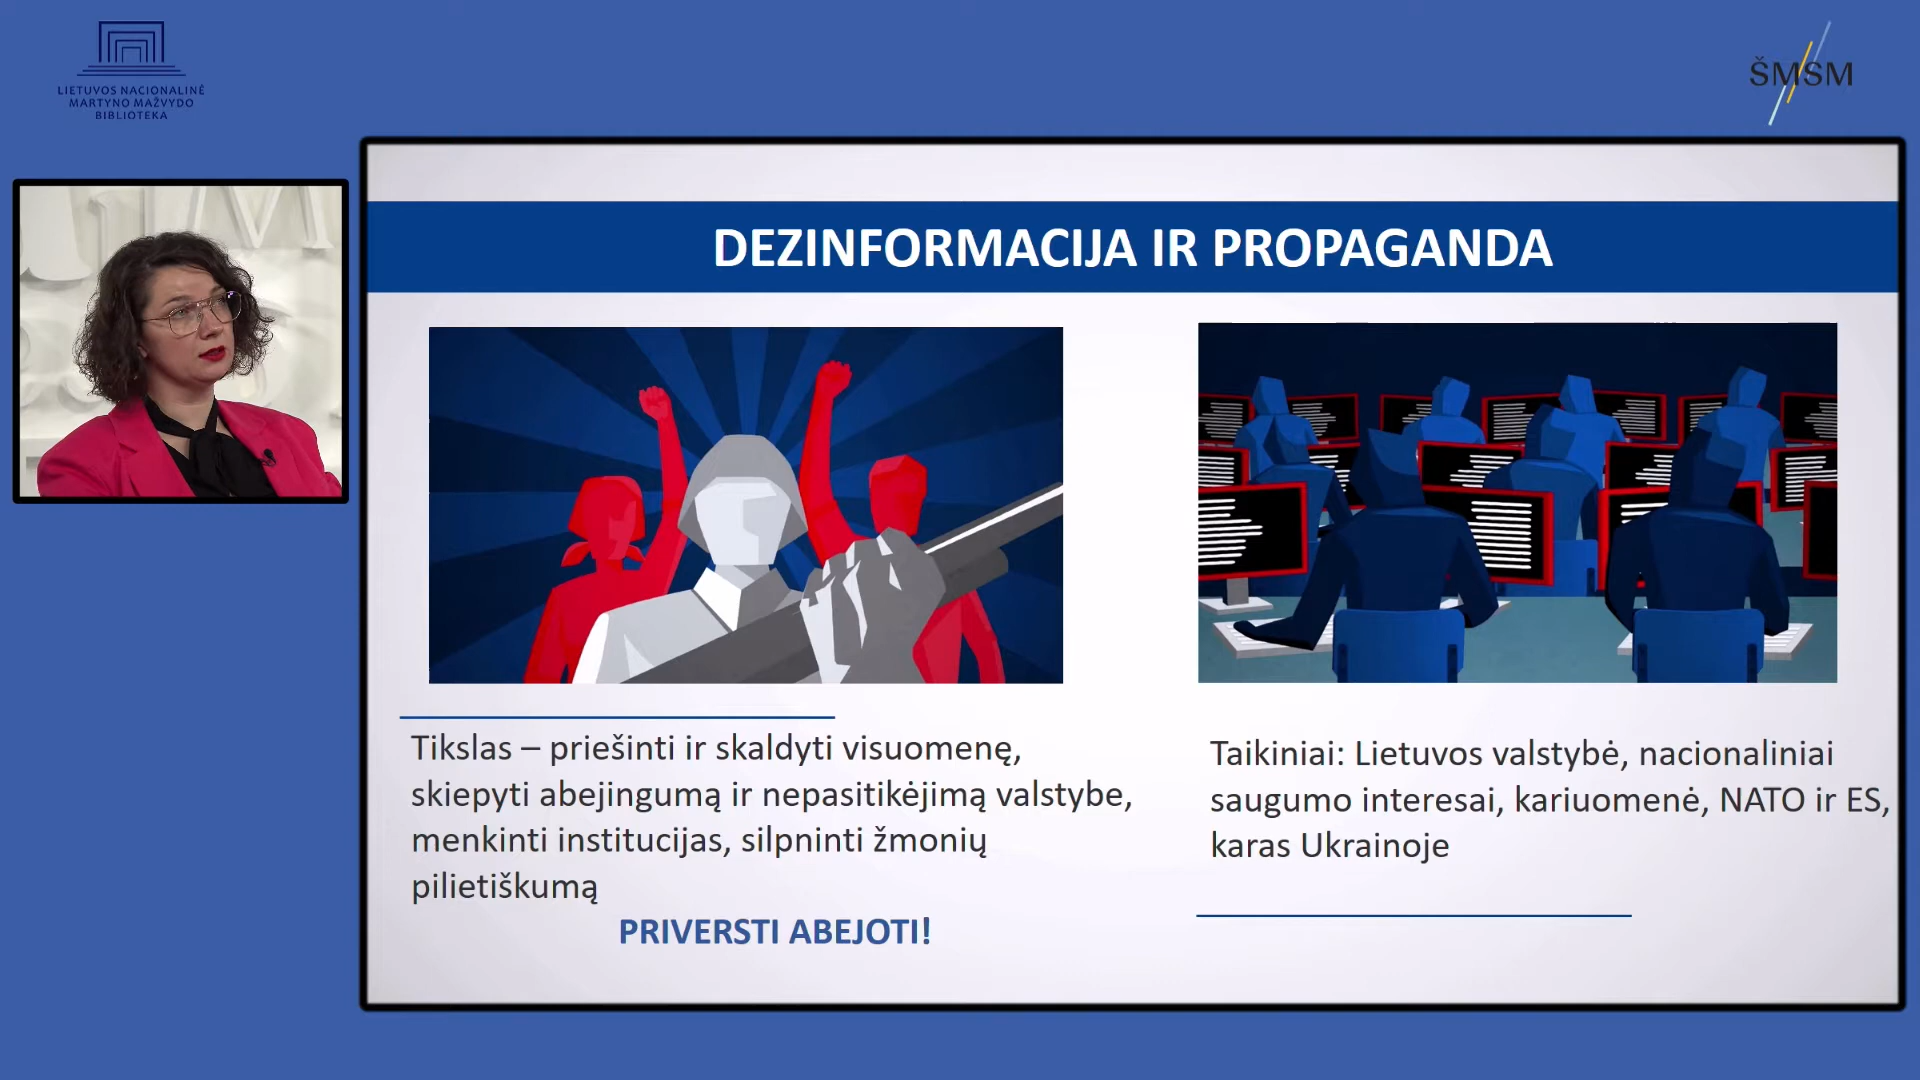 LIETUVOS NACIONALINĖ
MARTYNO MAŽVYDO
BIBLIOTEKA
ŠMSM
DEZINFORMACIJA IR PROPAGANDA
Tikslas – priešinti ir skaldyti visuomenę,
skiepyti abejingumą ir nepasitikėjimą valstybe,
menkinti institucijas, silpninti žmonių
pilietiškumą
PRIVERSTI ABEJOTI!
Taikiniai: Lietuvos valstybė, nacionaliniai
saugumo interesai, kariuomenė, NATO ir ES,
karas Ukrainoje